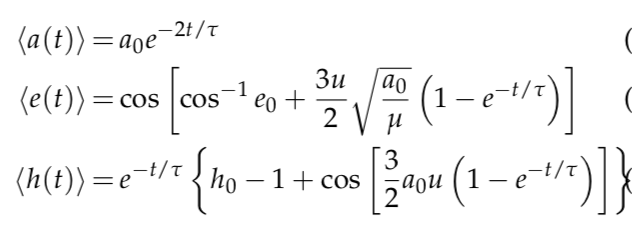 ⟨a(t)⟩ = a₀e^{−2t/τ} (
⟨e(t)⟩ = cos [cos⁻¹ e₀ + 3u/2 √(a₀/μ) (1 − e^{−t/τ})] (
⟨h(t)⟩ = e^{−t/τ} {h₀ − 1 + cos [3/2 a₀u (1 − e^{−t/τ})]} (